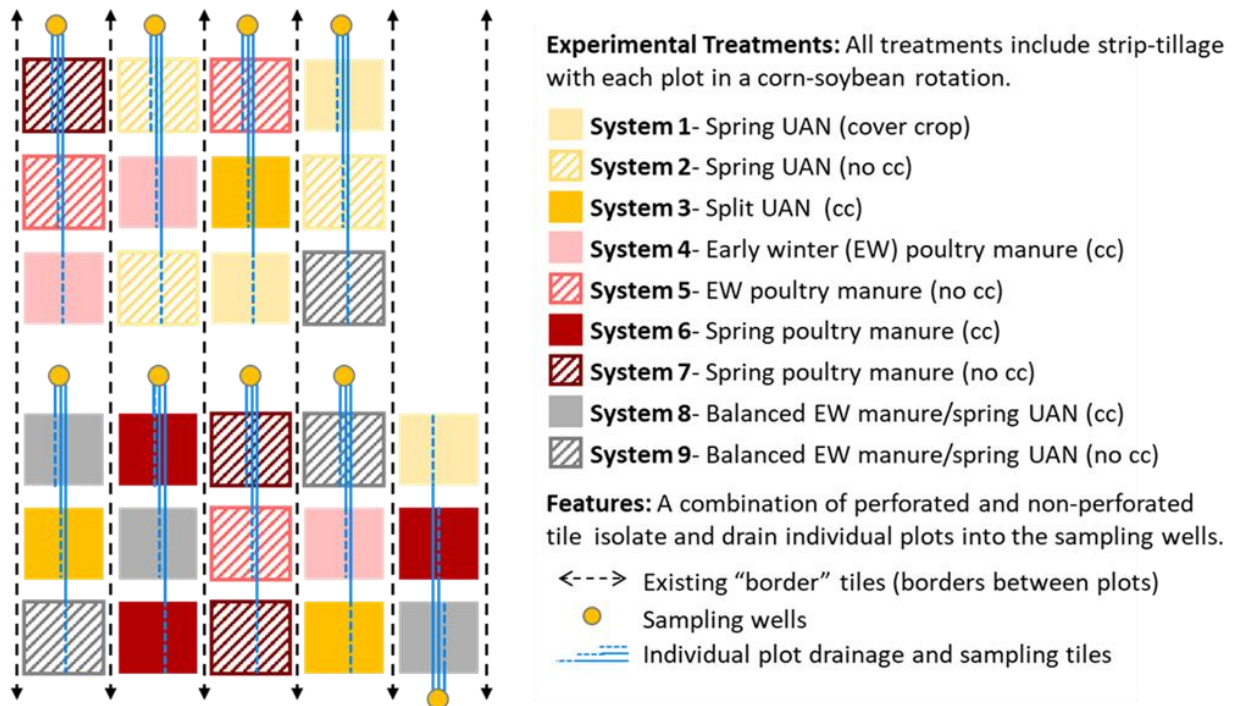 Experimental Treatments: All treatments include strip-tillage
with each plot in a corn-soybean rotation.
System 1- Spring UAN (cover crop)
System 2- Spring UAN (no cc)
System 3- Split UAN (cc)
System 4- Early winter (EW) poultry manure (cc)
System 5- EW poultry manure (no cc)
System 6- Spring poultry manure (cc)
System 7- Spring poultry manure (no cc)
System 8- Balanced EW manure/spring UAN (cc)
System 9- Balanced EW manure/spring UAN (no cc)
Features: A combination of perforated and non-perforated
tile isolate and drain individual plots into the sampling wells.
Existing “border” tiles (borders between plots)
Sampling wells
Individual plot drainage and sampling tiles